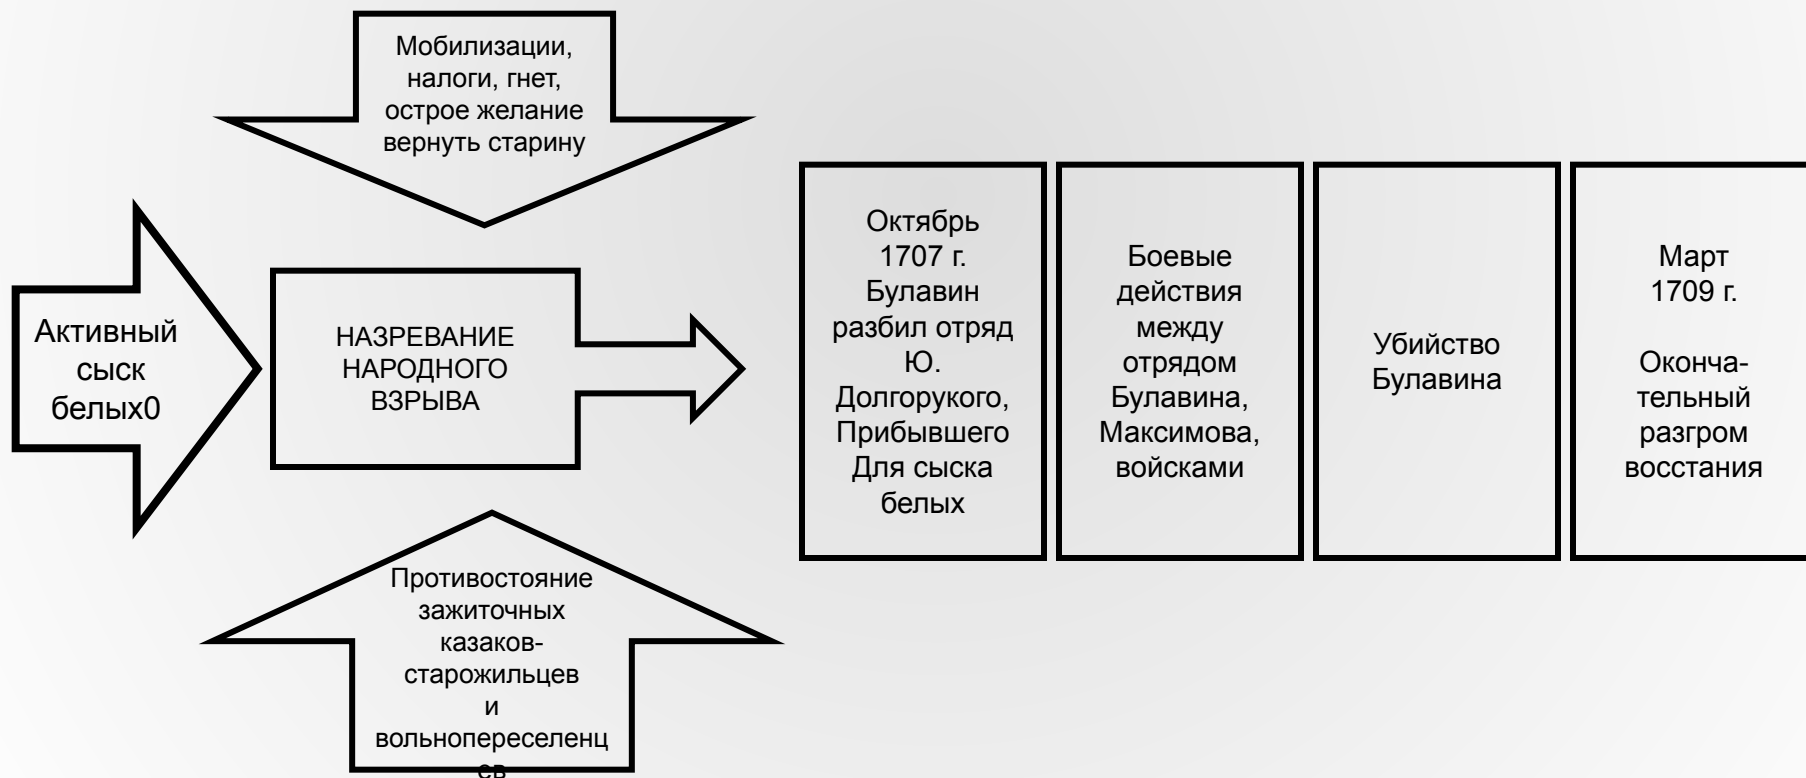 Мобилизации,
налоги, гнет,
острое желание
вернуть старину
Активный
сыск
белых0
НАЗРЕВАНИЕ
НАРОДНОГО
ВЗРЫВА
Противостояние
зажиточных
казаков-
старожильцев
и
вольнопереселенц
ев
Октябрь
1707 г.
Булавин
разбил отряд
Ю.
Долгорукого,
Прибывшего
Для сыска
белых
Боевые
действия
между
отрядом
Булавина,
Максимова,
войсками
Убийство
Булавина
Март
1709 г.
Оконча-
тельный
разгром
восстания